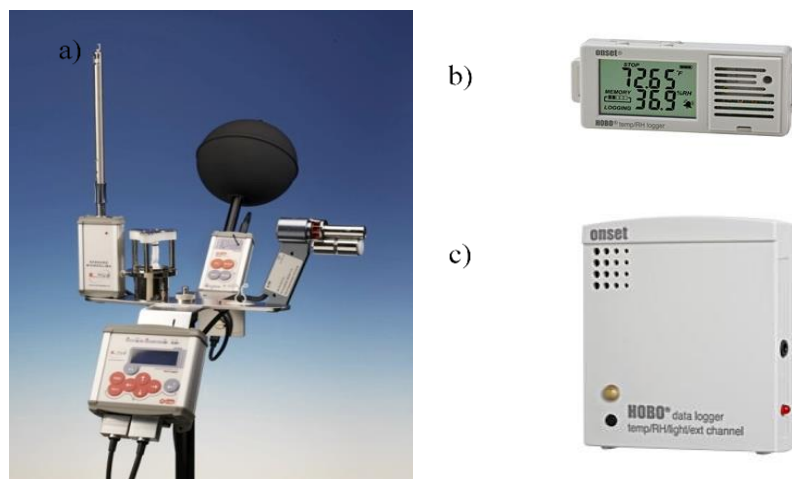 a)
b)
onset®
STOP
72.65 °F
MEMORY
36.9 %RH
LOGGING
HOBO® temp/RH logger
c)
onset
HOBO® data logger
temp/RH/light/ext channel